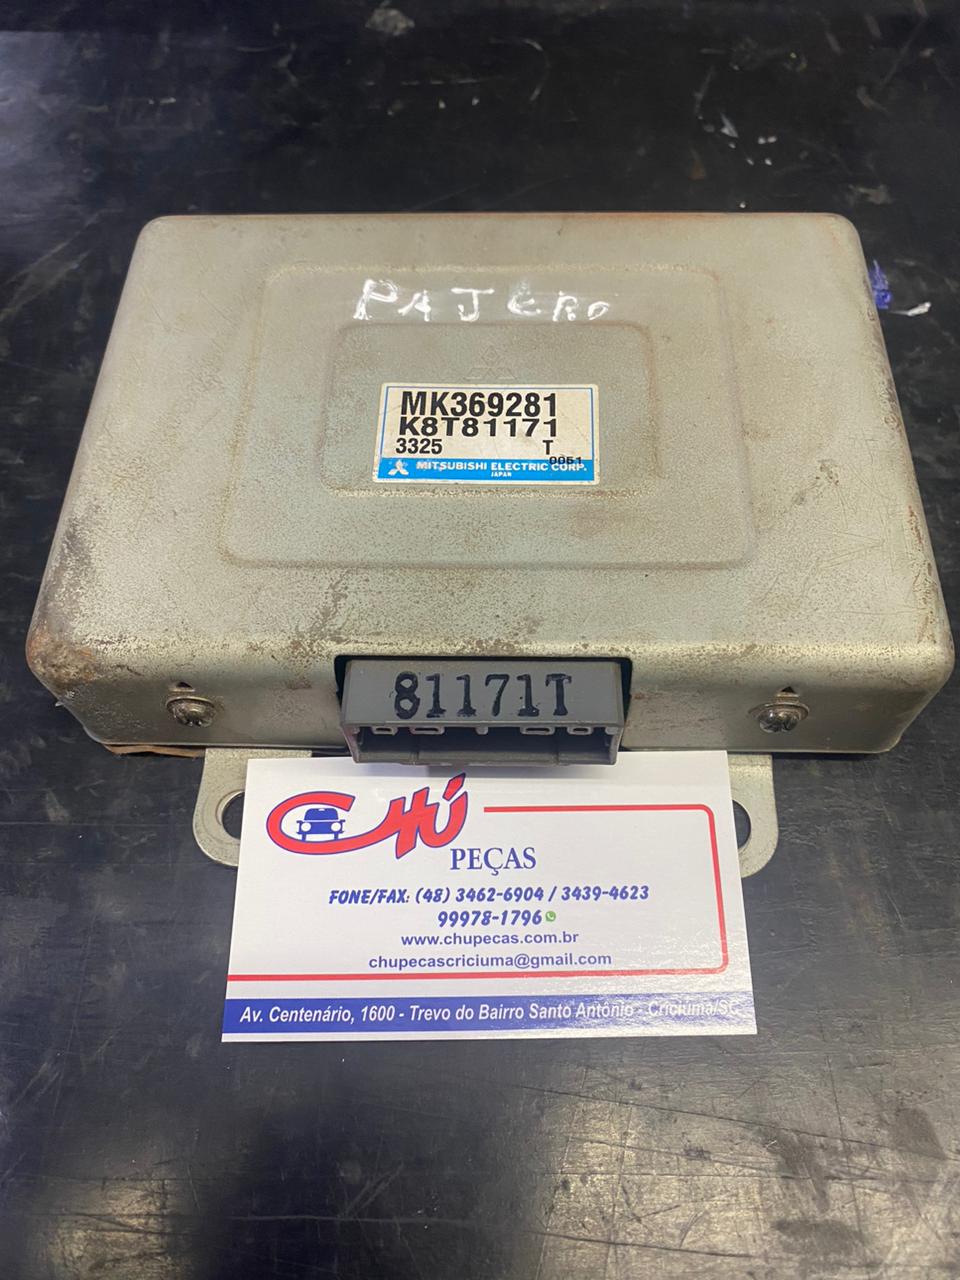 PAJERO
MK369281
K8T81171
3325 T
0051
MITSUBISHI ELECTRIC CORP.
JAPAN
81171T
CHÚ
PEÇAS
FONE/FAX: (48) 3462-6904 / 3439-4623
99978-1796
www.chupecas.com.br
chupecascriciuma@gmail.com
Av. Centenário, 1600 - Trevo do Bairro Santo Antônio - Criciúma/SC